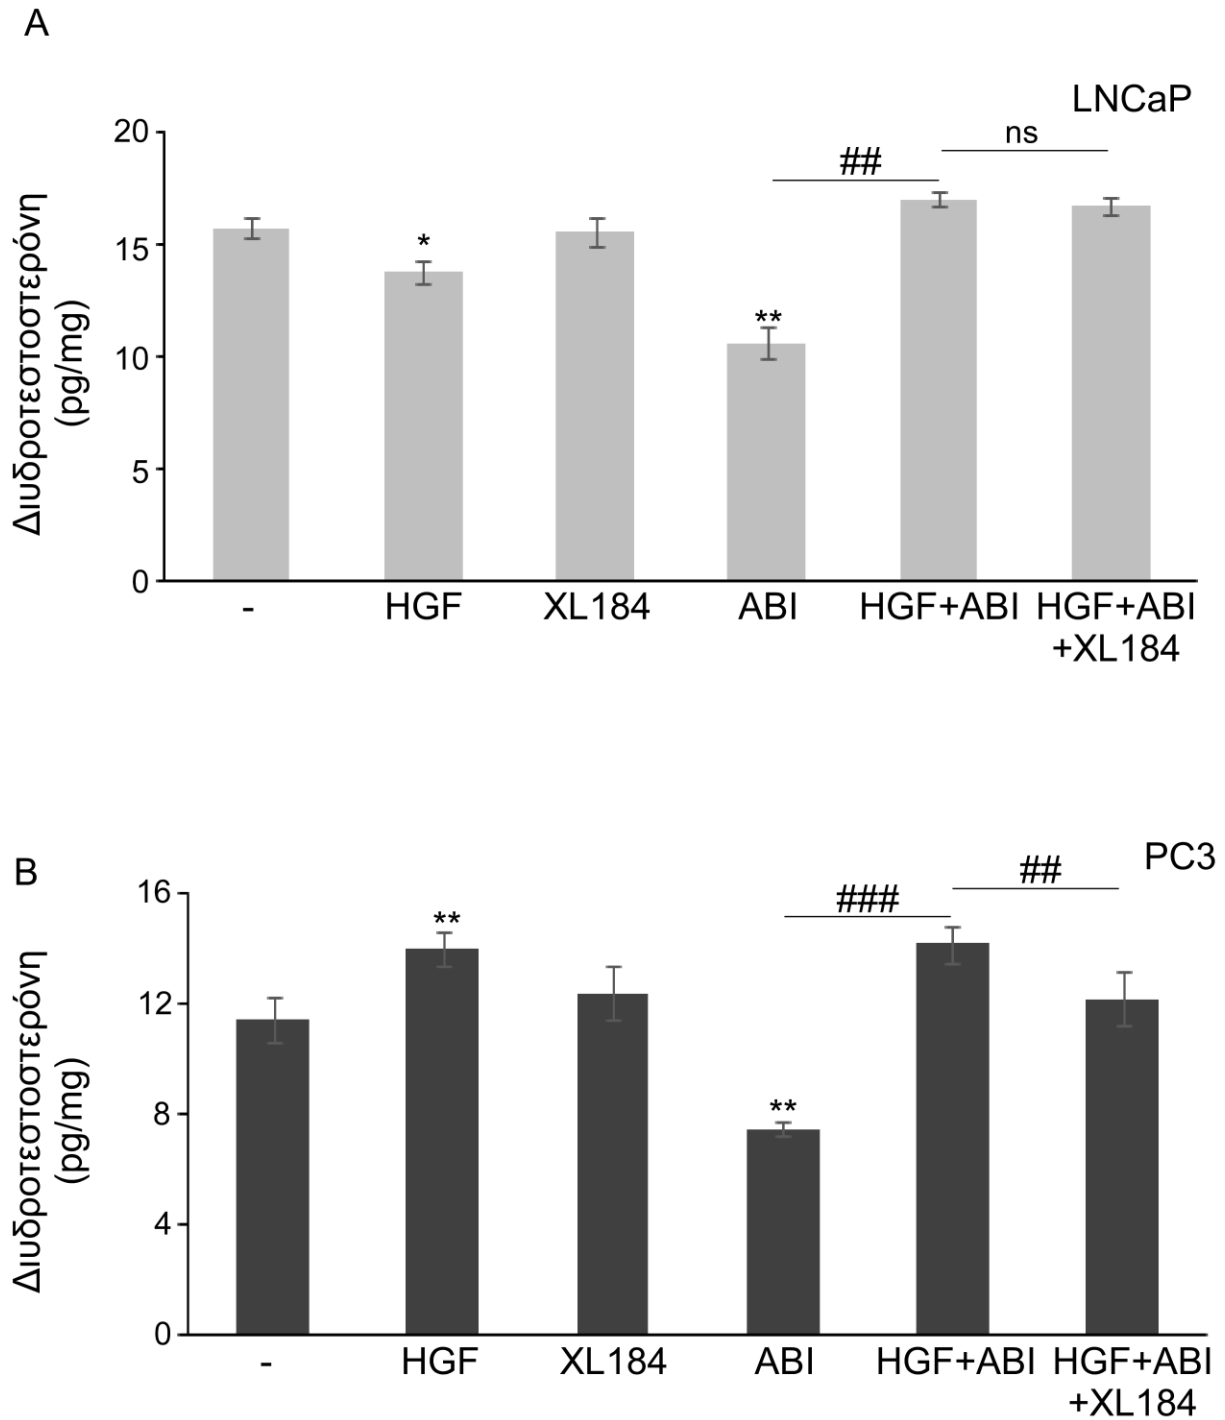 A
LNCaP
20
15
10
5
0
Διυδροτεστοστερόνη
(pg/mg)
*
**
##
ns
-
HGF
XL184
ABI
HGF+ABI
HGF+ABI
+XL184
B
PC3
16
12
8
4
0
Διυδροτεστοστερόνη
(pg/mg)
**
**
###
##
-
HGF
XL184
ABI
HGF+ABI
HGF+ABI
+XL184